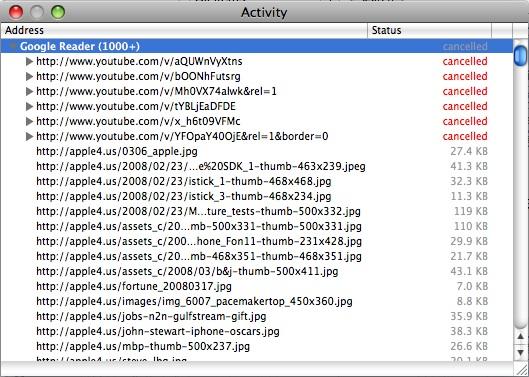 Activity
Address Status
Google Reader (1000+) cancelled
http://www.youtube.com/v/aQUWnVyXtns cancelled
http://www.youtube.com/v/bOONhFutsrg cancelled
http://www.youtube.com/v/Mh0VX74alwk&rel=1 cancelled
http://www.youtube.com/v/tYBLjEaDFDE cancelled
http://www.youtube.com/v/x_h6t09VFMc cancelled
http://www.youtube.com/v/YFOpaY40OjE&rel=1&border=0 cancelled
http://apple4.us/0306_apple.jpg 27.4 KB
http://apple4.us/2008/02/23/...e%20SDK_1-thumb-463x239.jpeg 41.3 KB
http://apple4.us/2008/02/23/istick_1-thumb-468x468.jpg 32.3 KB
http://apple4.us/2008/02/23/istick_3-thumb-468x234.jpg 11.3 KB
http://apple4.us/2008/02/23/M...ture_tests-thumb-500x332.jpg 119 KB
http://apple4.us/assets_c/20...mb-500x331-thumb-500x331.jpg 110 KB
http://apple4.us/assets_c/200...hone_Fon11-thumb-231x428.jpg 29.9 KB
http://apple4.us/assets_c/20...mb-468x351-thumb-468x351.jpg 21.7 KB
http://apple4.us/assets_c/2008/03/b&j-thumb-500x411.jpg 43.1 KB
http://apple4.us/fortune_20080317.jpg 7.0 KB
http://apple4.us/images/img_6007_pacemakertop_450x360.jpg 8.8 KB
http://apple4.us/jobs-n2n-gulfstream-gift.jpg 35.9 KB
http://apple4.us/john-stewart-iphone-oscars.jpg 38.3 KB
http://apple4.us/mbp-thumb-500x237.jpg 26.6 KB